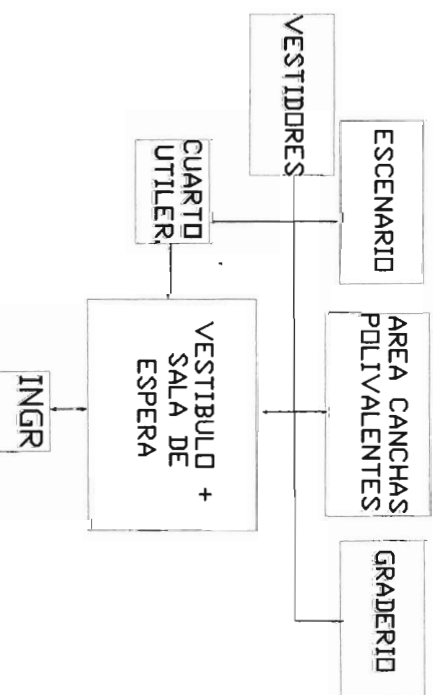 VESTIDORES
ESCENARIO
CUARTO
UTILER.
AREA CANCHAS
POLIVALENTES
VESTIBULO +
SALA DE
ESPERA
GRADERIO
INGR